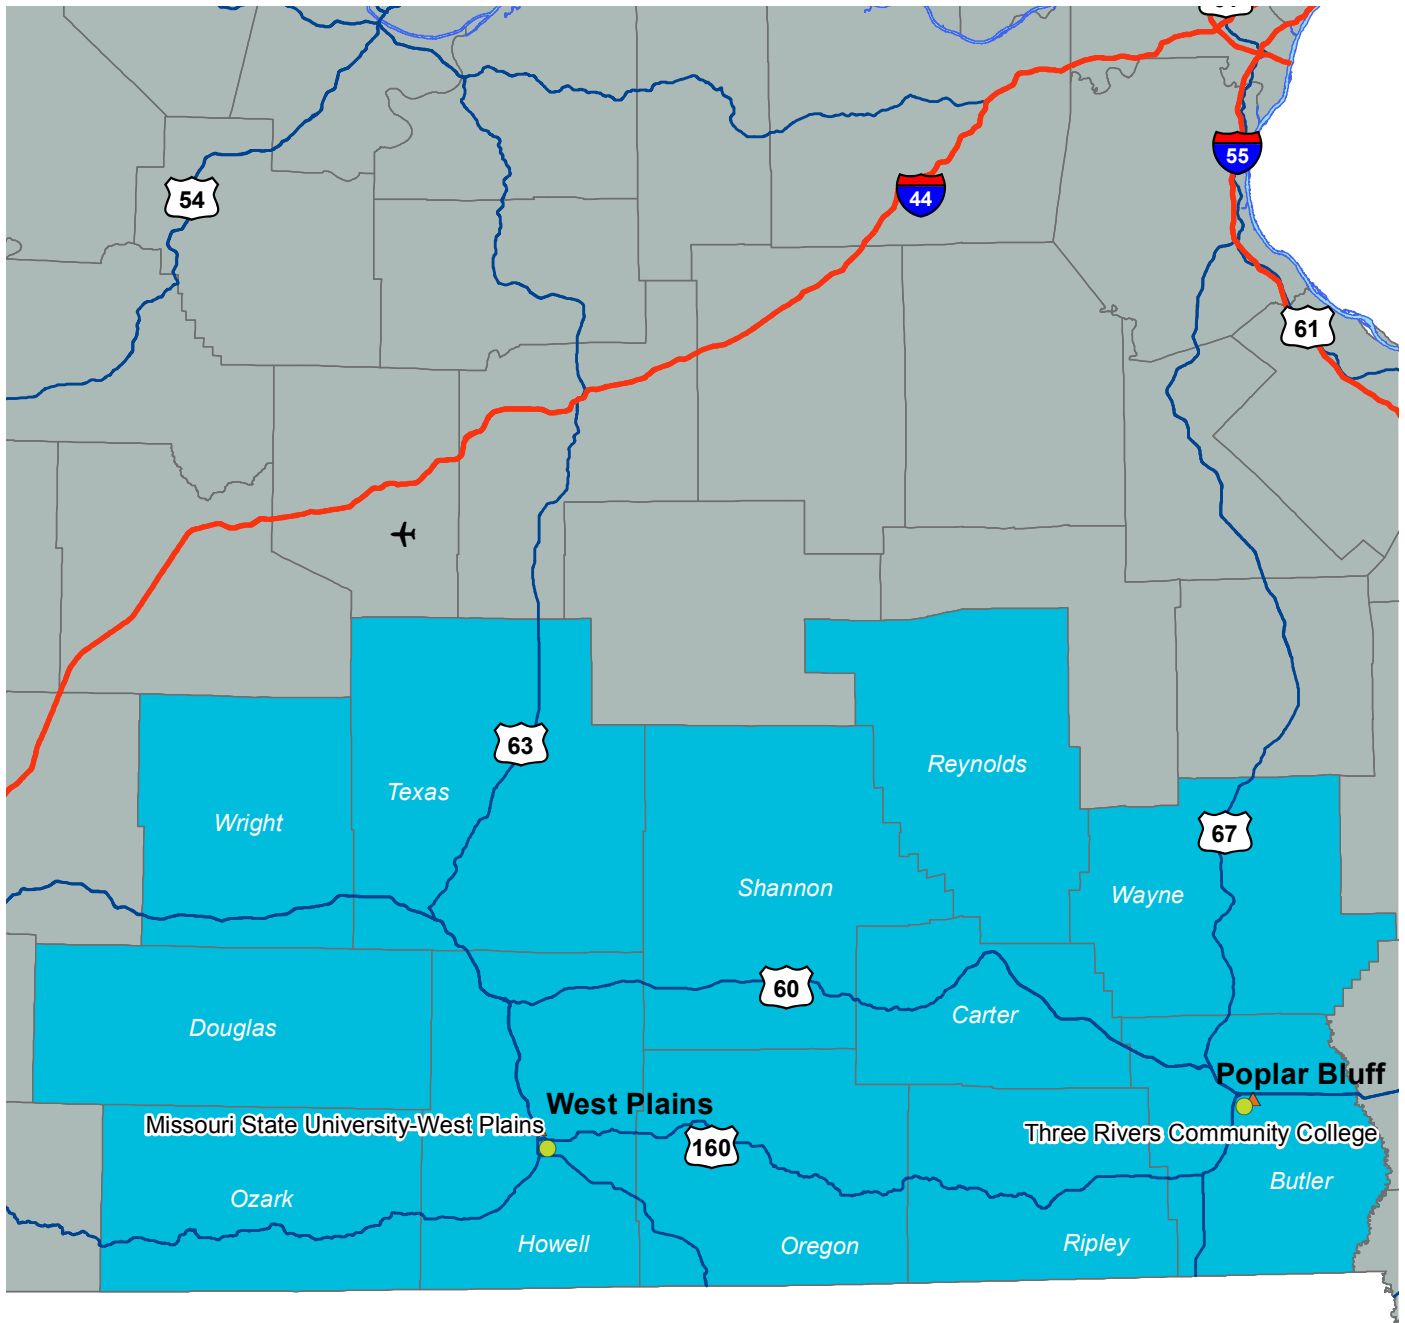 54
44
55
61
63
Texas
Wright
Reynolds
67
Shannon
Wayne
60
Carter
Douglas
Poplar Bluff
West Plains
Missouri State University-West Plains
160
Three Rivers Community College
Ozark
Butler
Howell
Oregon
Ripley